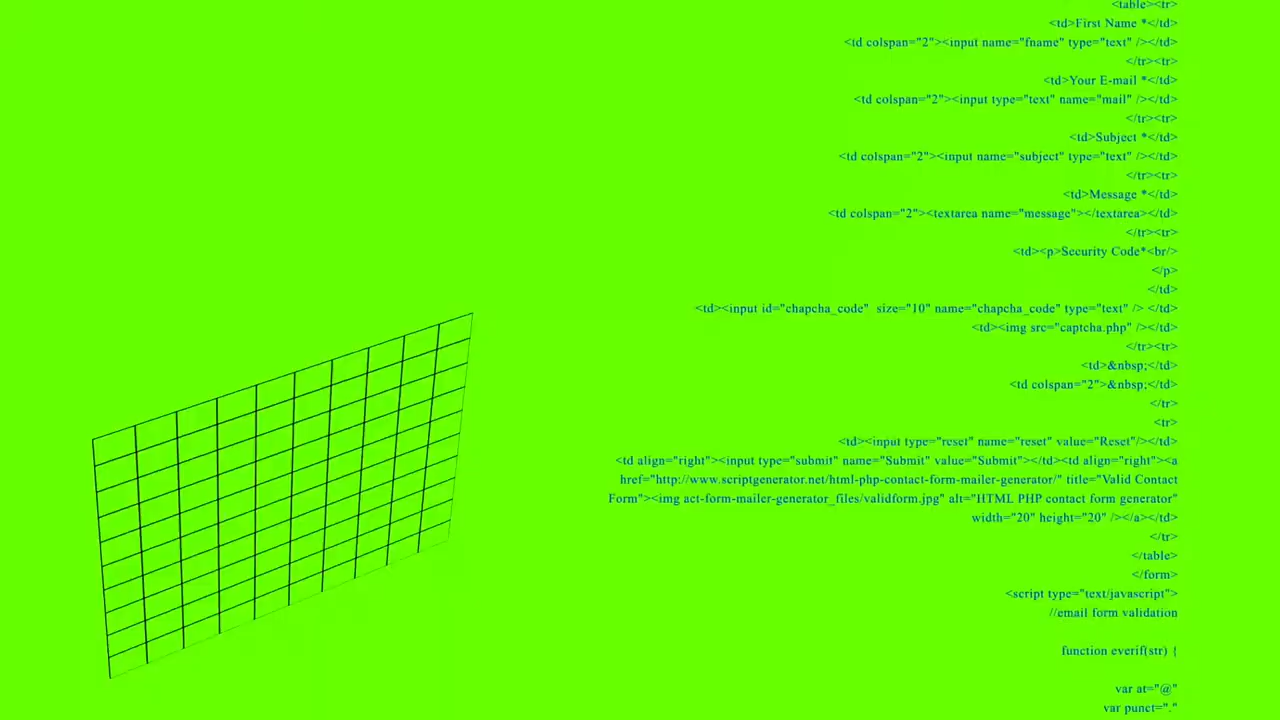 <table><tr>
<td>First Name *</td>
<td colspan="2"><input name="fname" type="text" /></td>
</tr><tr>
<td>Your E-mail *</td>
<td colspan="2"><input type="text" name="mail" /></td>
</tr><tr>
<td>Subject *</td>
<td colspan="2"><input name="subject" type="text" /></td>
</tr><tr>
<td>Message *</td>
<td colspan="2"><textarea name="message"></textarea></td>
</tr><tr>
<td><p>Security Code*<br/>
</p>
</td>
<td><input id="chapcha_code"  size="10" name="chapcha_code" type="text" /> </td>
<td><img src="captcha.php" /></td>
</tr><tr>
<td>&nbsp;</td>
<td colspan="2">&nbsp;</td>
</tr>
<tr>
<td><input type="reset" name="reset" value="Reset"/></td>
<td align="right"><input type="submit" name="Submit" value="Submit"></td><td align="right"><a
href="http://www.scriptgenerator.net/html-php-contact-form-mailer-generator/" title="Valid Contact
Form"><img act-form-mailer-generator_files/validform.jpg" alt="HTML PHP contact form generator"
width="20" height="20" /></a></td>
</tr>
</table>
</form>
<script type="text/javascript">
//email form validation
function everif(str) {
var at="@"
var punct="."